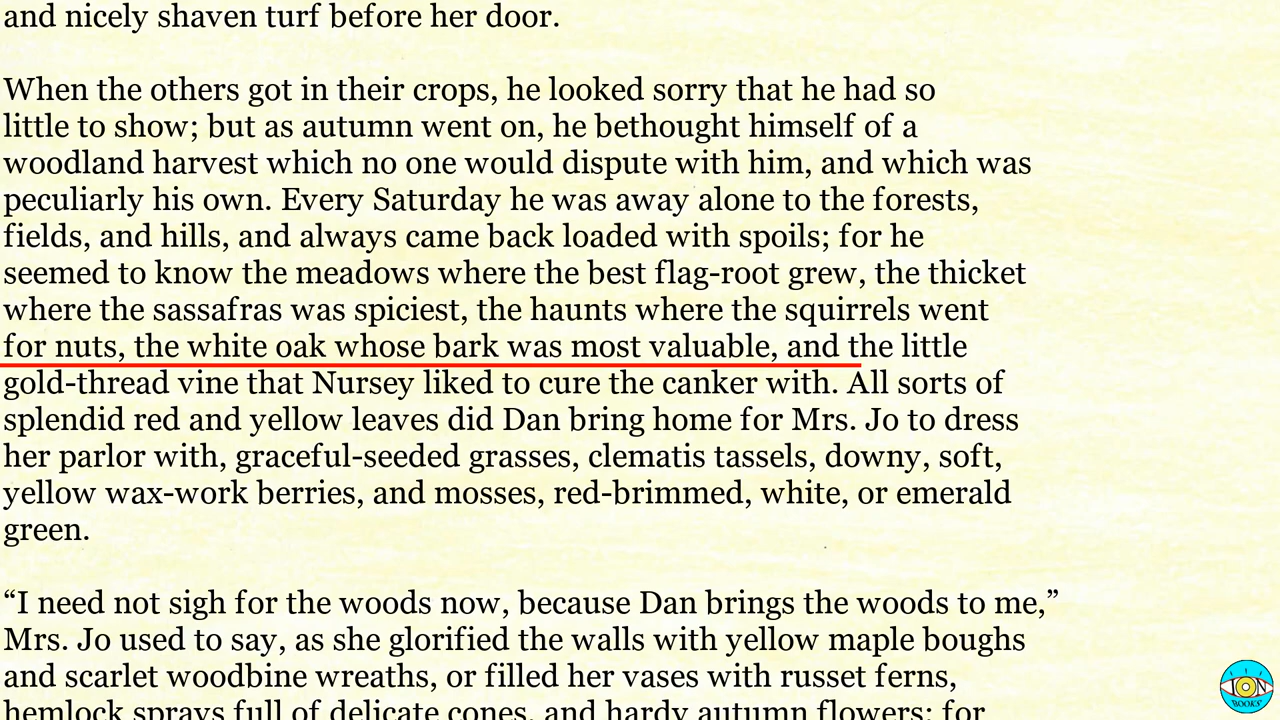 and nicely shaven turf before her door.
When the others got in their crops, he looked sorry that he had so
little to show; but as autumn went on, he bethought himself of a
woodland harvest which no one would dispute with him, and which was
peculiarly his own. Every Saturday he was away alone to the forests,
fields, and hills, and always came back loaded with spoils; for he
seemed to know the meadows where the best flag-root grew, the thicket
where the sassafras was spiciest, the haunts where the squirrels went
for nuts, the white oak whose bark was most valuable, and the little
gold-thread vine that Nursey liked to cure the canker with. All sorts of
splendid red and yellow leaves did Dan bring home for Mrs. Jo to dress
her parlor with, graceful-seeded grasses, clematis tassels, downy, soft,
yellow wax-work berries, and mosses, red-brimmed, white, or emerald
green.
“I need not sigh for the woods now, because Dan brings the woods to me,”
Mrs. Jo used to say, as she glorified the walls with yellow maple boughs
and scarlet woodbine wreaths, or filled her vases with russet ferns,
hemlock sprays full of delicate cones, and hardy autumn flowers; for
ION
BOOKS